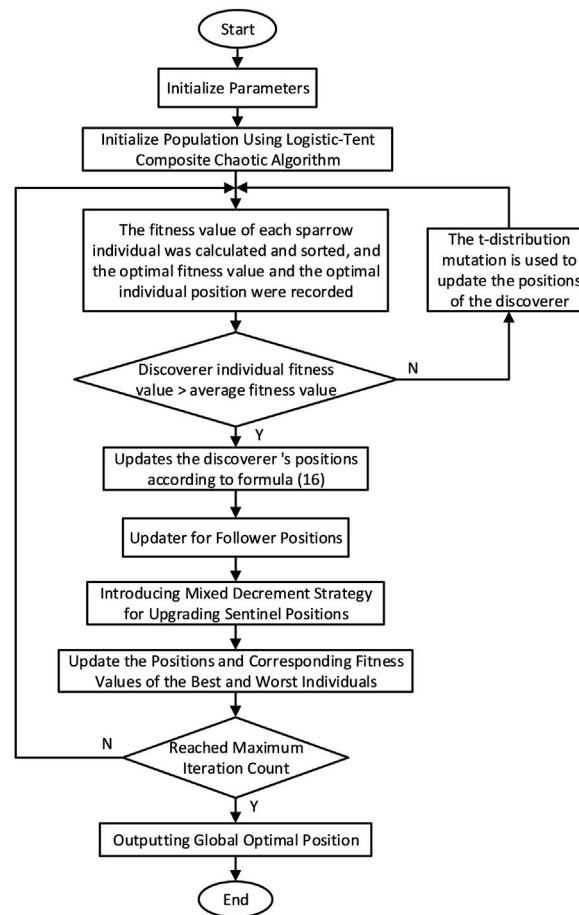 Start
Initialize Parameters
Initialize Population Using Logistic-Tent
Composite Chaotic Algorithm
The fitness value of each sparrow
individual was calculated and sorted, and
the optimal fitness value and the optimal
individual position were recorded
The t-distribution
mutation is used to
update the positions
of the discoverer
Discoverer individual fitness
value > average fitness value
N
Y
Updates the discoverer 's positions
according to formula (16)
Updater for Follower Positions
Introducing Mixed Decrement Strategy
for Upgrading Sentinel Positions
Update the Positions and Corresponding Fitness
Values of the Best and Worst Individuals
N
Reached Maximum
Iteration Count
Y
Outputting Global Optimal Position
End